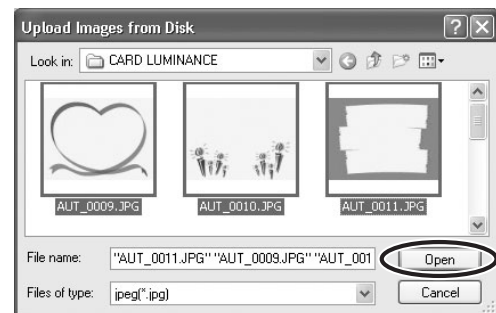 Upload Images from Disk
Look in: CARD LUMINANCE
AUT_0009.JPG AUT_0010.JPG AUT_0011.JPG
File name: "AUT_0011.JPG" "AUT_0009.JPG" "AUT_001 Open
Files of type: jpeg(*.jpg) Cancel